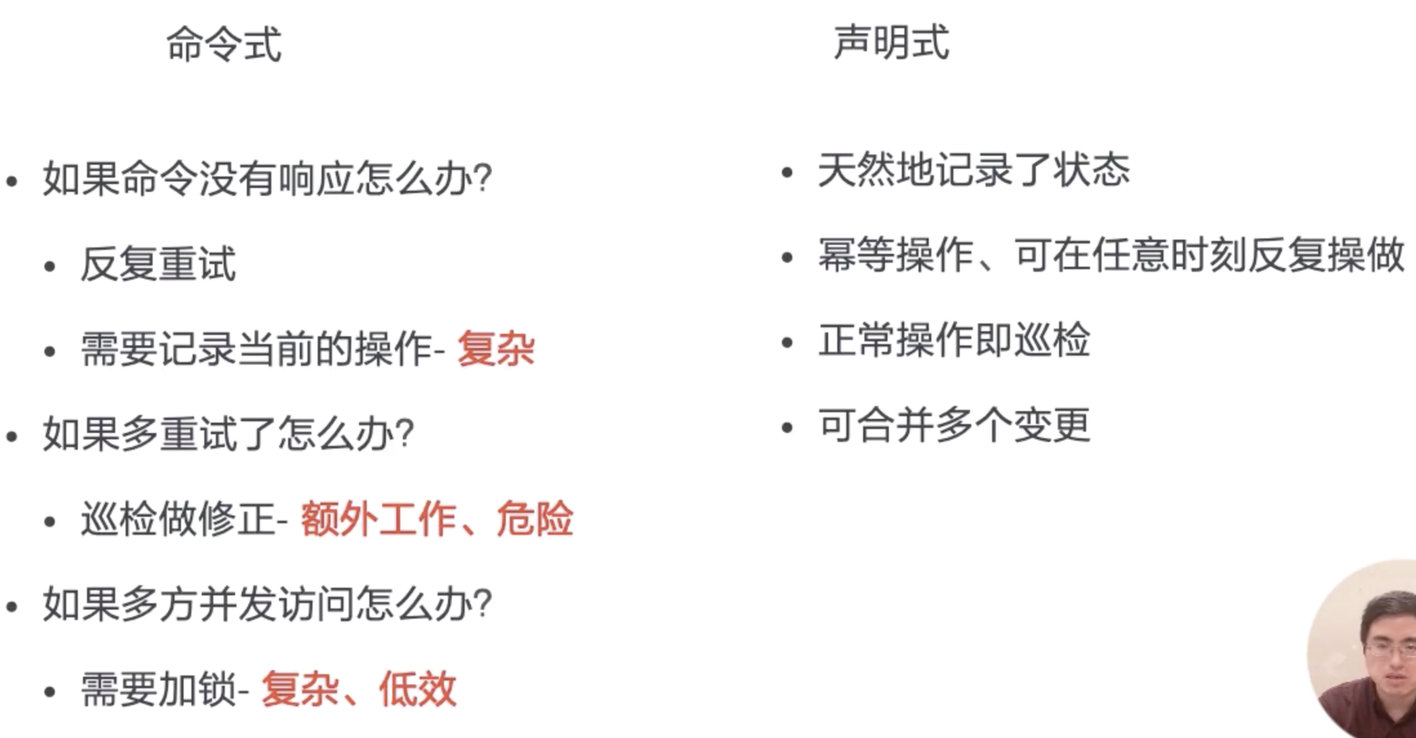 命令式
如果命令没有响应怎么办?
反复重试
需要记录当前的操作- 复杂
如果多重试了怎么办?
巡检做修正- 额外工作、危险
如果多方并发访问怎么办?
需要加锁- 复杂、低效
声明式
天然地记录了状态
幂等操作、可在任意时刻反复操做
正常操作即巡检
可合并多个变更